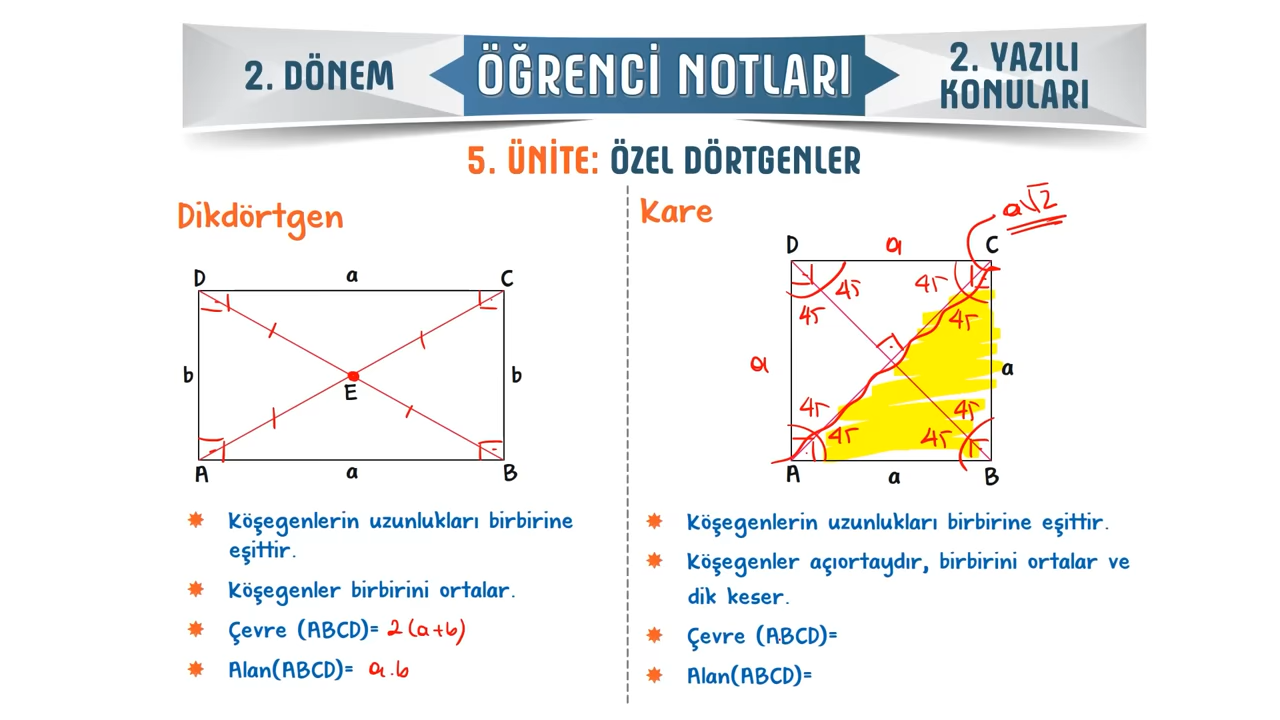 2. DÖNEM
ÖĞRENCİ NOTLARI
2. YAZILI
KONULARI
5. ÜNİTE: ÖZEL DÖRTGENLER
Dikdörtgen
D
a
C
b
b
E
A
a
B
Köşegenlerin uzunlukları birbirine
eşittir.
Köşegenler birbirini ortalar.
Çevre (ABCD)= 2(a+b)
Alan(ABCD)= a.b
Kare
a√2
D
a
C
45
45
45
45
a
a
45
45
45
45
A
a
B
Köşegenlerin uzunlukları birbirine eşittir.
Köşegenler açıortaydır, birbirini ortalar ve
dik keser.
Çevre (ABCD)=
Alan(ABCD)=